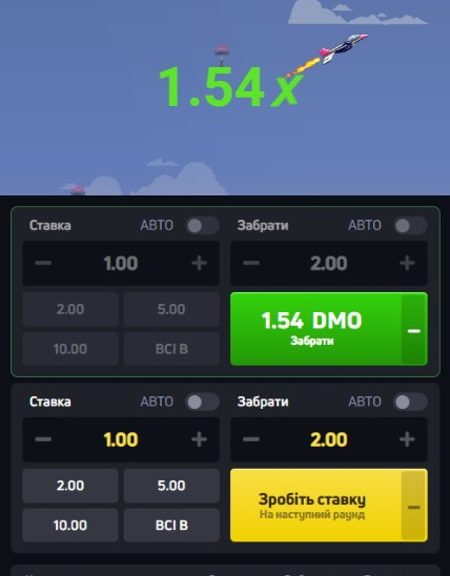 1.54x
Ставка АВТО Забрати АВТО
− 1.00 + − 2.00 +
2.00 5.00
1.54 DMO
Забрати
10.00 ВСІ В
Ставка АВТО Забрати АВТО
− 1.00 + − 2.00 +
2.00 5.00
Зробіть ставку
На наступний раунд
10.00 ВСІ В